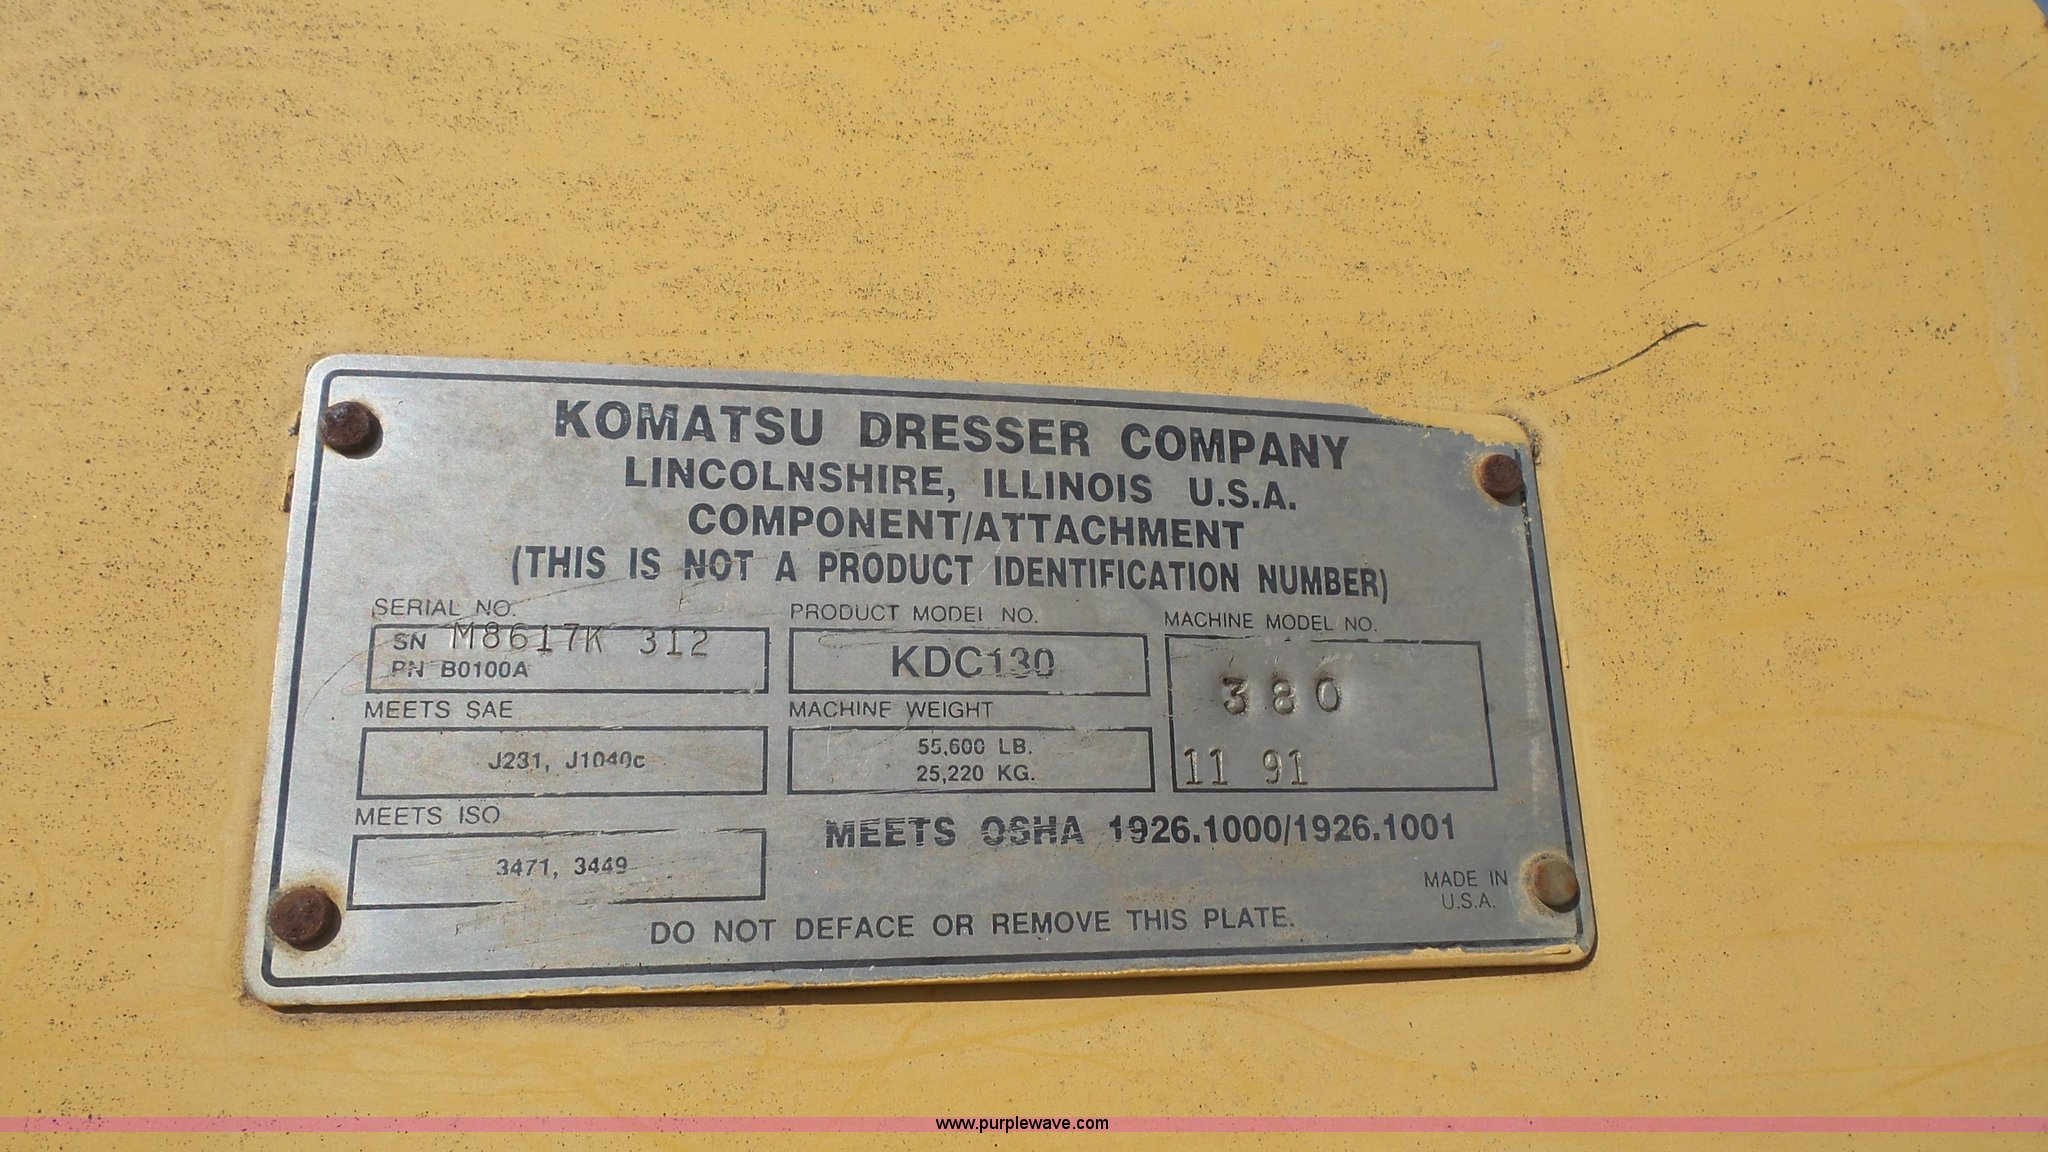 KOMATSU DRESSER COMPANY
LINCOLNSHIRE, ILLINOIS U.S.A.
COMPONENT/ATTACHMENT
(THIS IS NOT A PRODUCT IDENTIFICATION NUMBER)
SERIAL NO.
SN M8617K 312
PN B0100A
PRODUCT MODEL NO.
KDC130
MACHINE MODEL NO.
380
11 91
MEETS SAE
J231, J1040c
MACHINE WEIGHT
55,600 LB.
25,220 KG.
MEETS ISO
3471, 3449
MEETS OSHA 1926.1000/1926.1001
MADE IN
U.S.A.
DO NOT DEFACE OR REMOVE THIS PLATE.
www.purplewave.com